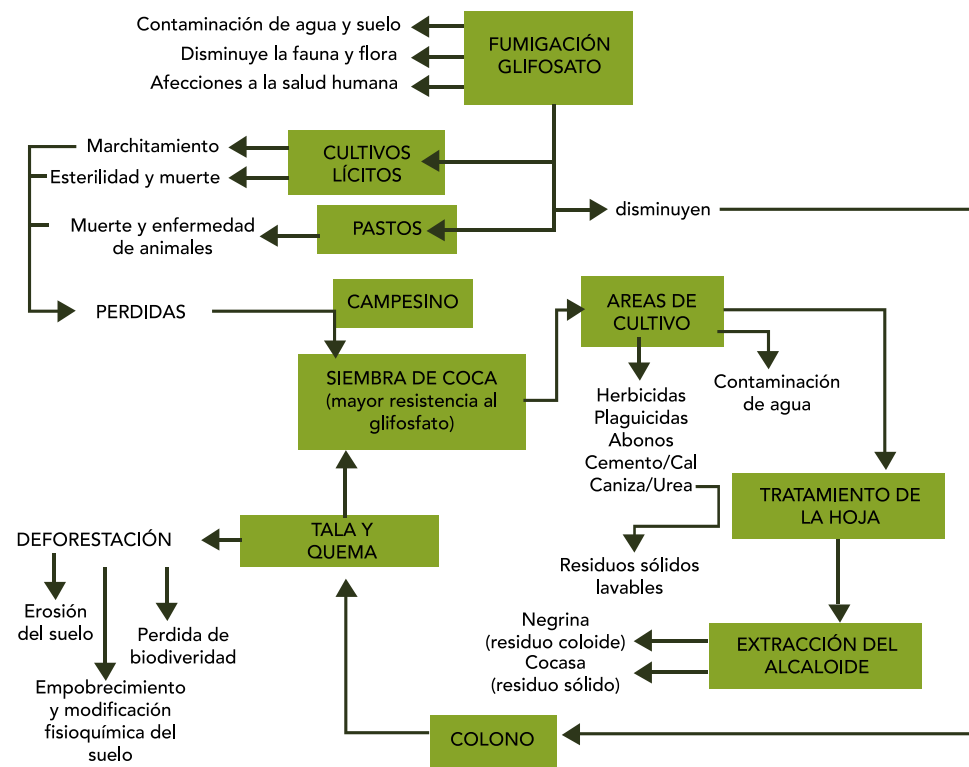 Contaminación de agua y suelo
Disminuye la fauna y flora
Afecciones a la salud humana
FUMIGACIÓN
GLIFOSATO
Marchitamiento
Esterilidad y muerte
CULTIVOS
LÍCITOS
Muerte y enfermedad
de animales
PASTOS
disminuyen
PERDIDAS
CAMPESINO
SIEMBRA DE COCA
(mayor resistencia al
glifosfato)
AREAS DE
CULTIVO
Herbicidas
Plaguicidas
Abonos
Cemento/Cal
Caniza/Urea
Contaminación
de agua
TRATAMIENTO DE
LA HOJA
Residuos sólidos
lavables
TALA Y
QUEMA
DEFORESTACIÓN
Erosión
del suelo
Perdida de
biodiveridad
Empobrecimiento
y modificación
fisioquímica del
suelo
Negrina
(residuo coloide)
Cocasa
(residuo sólido)
EXTRACCIÓN DEL
ALCALOIDE
COLONO